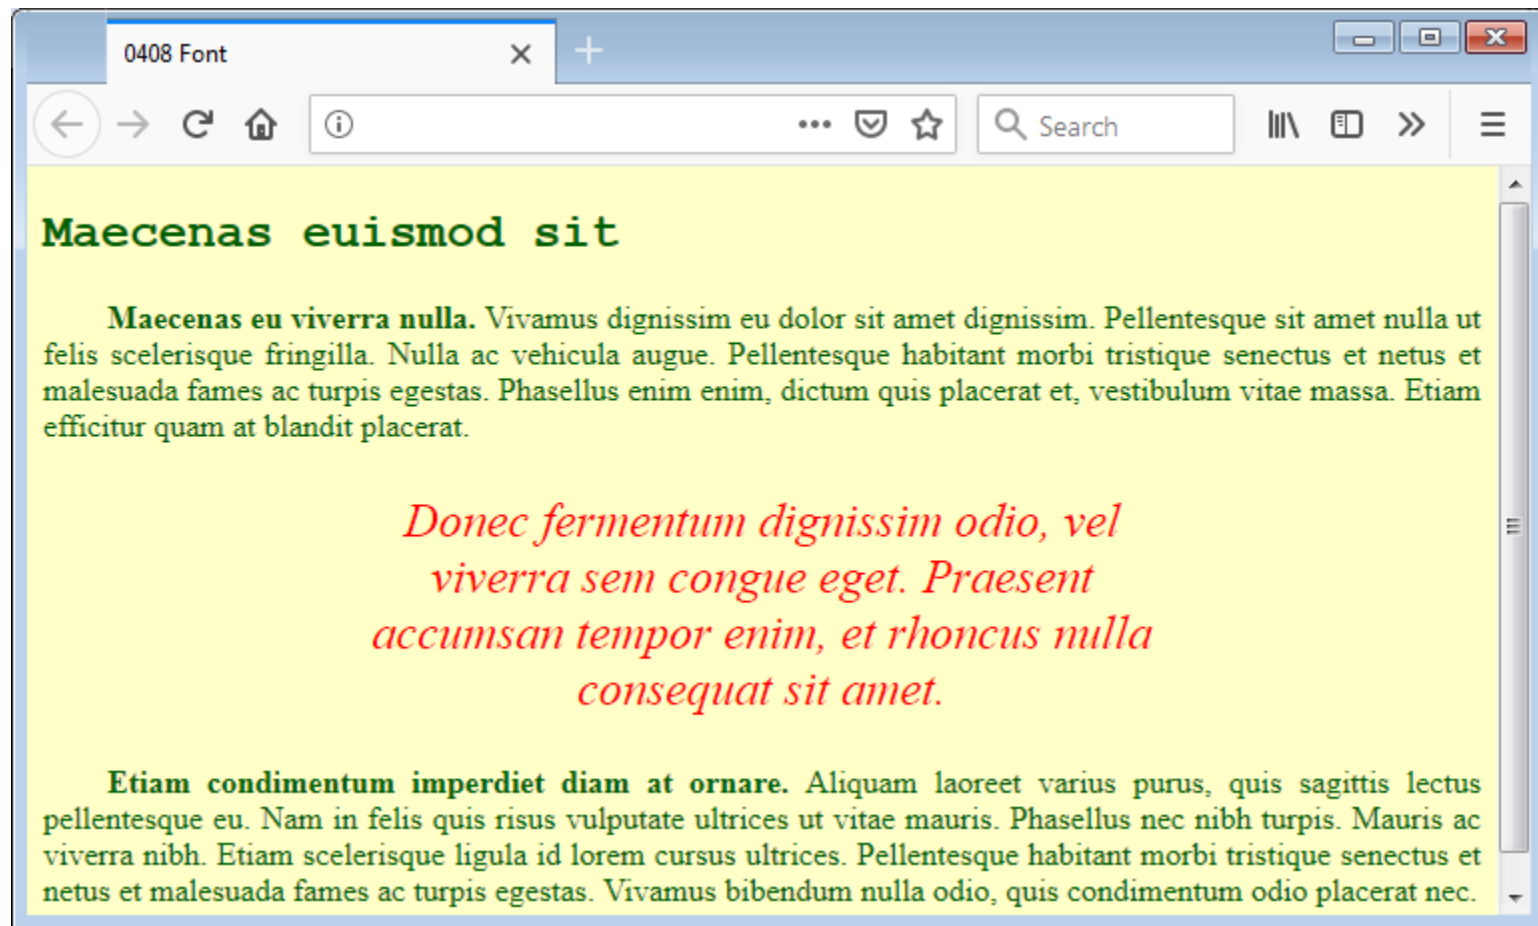 0408 Font
Search
Maecenas euismod sit
Maecenas eu viverra nulla. Vivamus dignissim eu dolor sit amet dignissim. Pellentesque sit amet nulla ut
felis scelerisque fringilla. Nulla ac vehicula augue. Pellentesque habitant morbi tristique senectus et netus et
malesuada fames ac turpis egestas. Phasellus enim enim, dictum quis placerat et, vestibulum vitae massa. Etiam
efficitur quam at blandit placerat.
Donec fermentum dignissim odio, vel
viverra sem congue eget. Praesent
accumsan tempor enim, et rhoncus nulla
consequat sit amet.
Etiam condimentum imperdiet diam at ornare. Aliquam laoreet varius purus, quis sagittis lectus
pellentesque eu. Nam in felis quis risus vulputate ultrices ut vitae mauris. Phasellus nec nibh turpis. Mauris ac
viverra nibh. Etiam scelerisque ligula id lorem cursus ultrices. Pellentesque habitant morbi tristique senectus et
netus et malesuada fames ac turpis egestas. Vivamus bibendum nulla odio, quis condimentum odio placerat nec.